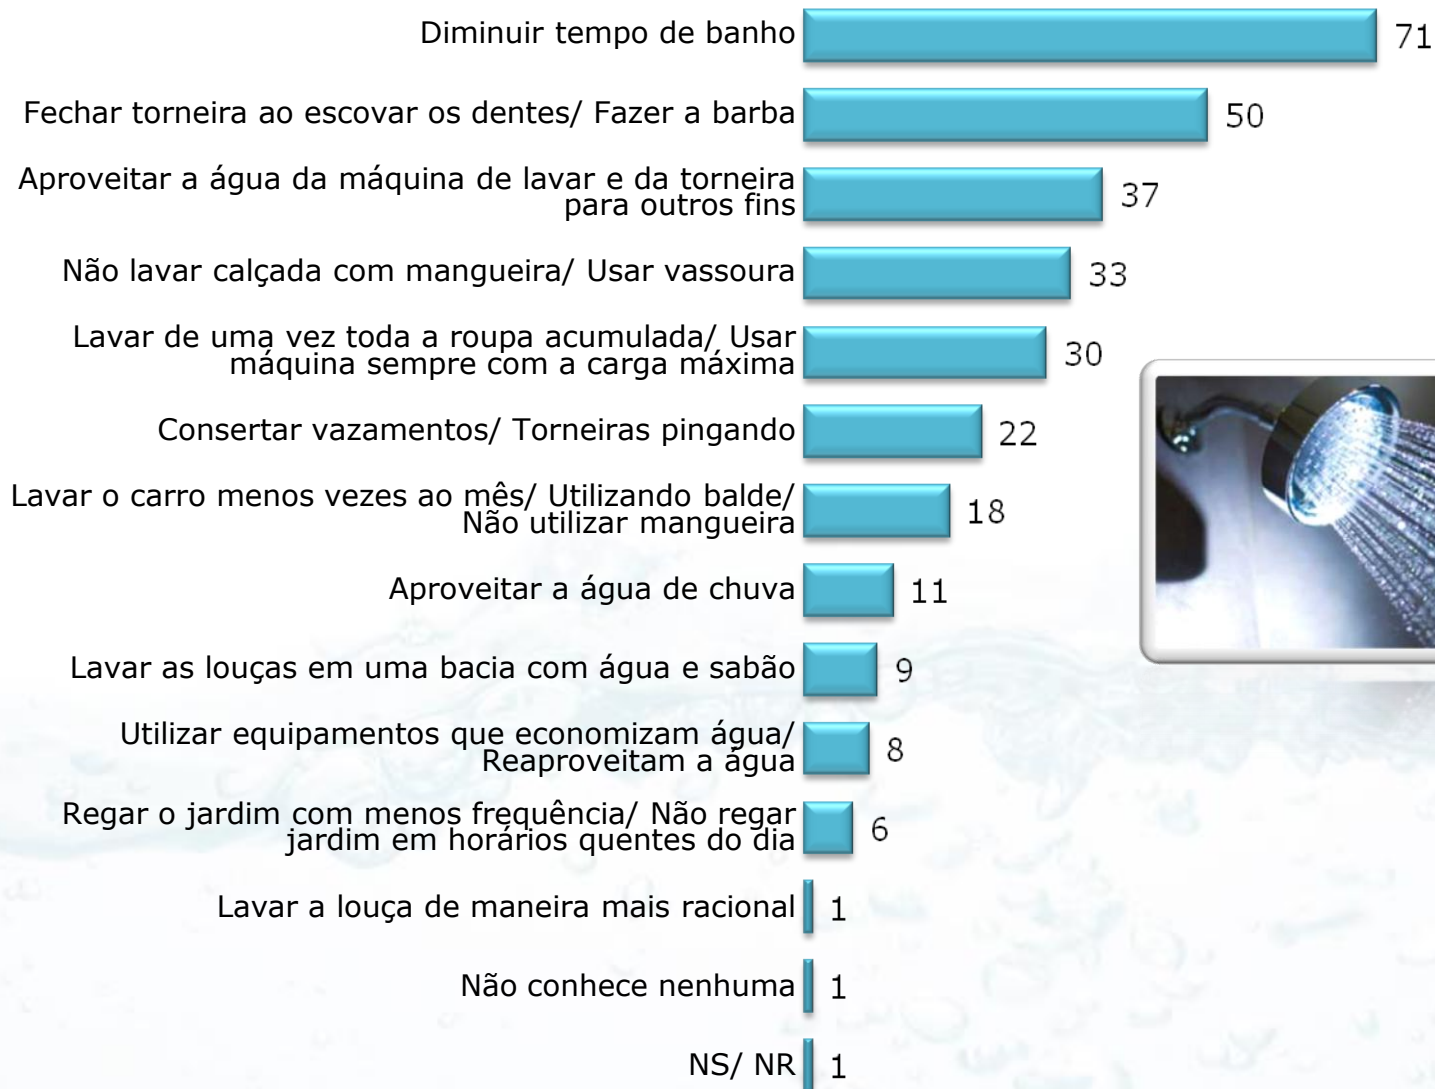 Diminuir tempo de banho 71
Fechar torneira ao escovar os dentes/ Fazer a barba 50
Aproveitar a água da máquina de lavar e da torneira
para outros fins 37
Não lavar calçada com mangueira/ Usar vassoura 33
Lavar de uma vez toda a roupa acumulada/ Usar
máquina sempre com a carga máxima 30
Consertar vazamentos/ Torneiras pingando 22
Lavar o carro menos vezes ao mês/ Utilizando balde/
Não utilizar mangueira 18
Aproveitar a água de chuva 11
Lavar as louças em uma bacia com água e sabão 9
Utilizar equipamentos que economizam água/
Reaproveitam a água 8
Regar o jardim com menos frequência/ Não regar
jardim em horários quentes do dia 6
Lavar a louça de maneira mais racional 1
Não conhece nenhuma 1
NS/ NR 1